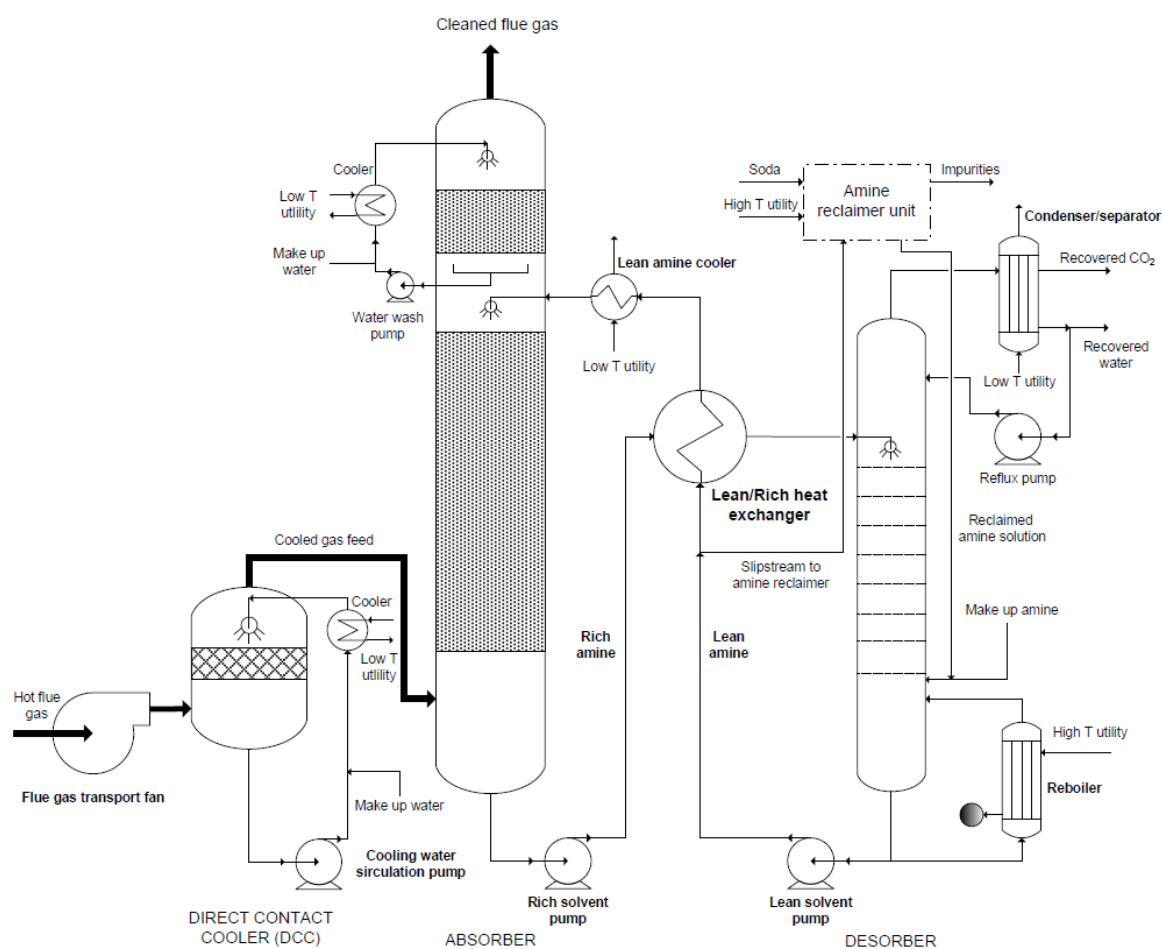 Cleaned flue gas
Cooler
Low T
utlility
Make up
water
Water wash
pump
Soda
High T utility
Amine
reclaimer unit
Impurities
Condenser/separator
Recovered CO₂
Recovered
water
Low T utility
Reflux pump
Lean amine cooler
Low T utility
Lean/Rich heat
exchanger
Slipstream to
amine reclaimer
Reclaimed
amine solution
Make up amine
Cooled gas feed
Cooler
Low T
utlility
Hot flue
gas
Flue gas transport fan
Make up water
Cooling water
sirculation pump
Rich
amine
Lean
amine
High T utility
Reboiler
Rich solvent
pump
Lean solvent
pump
DIRECT CONTACT
COOLER (DCC)
ABSORBER
DESORBER